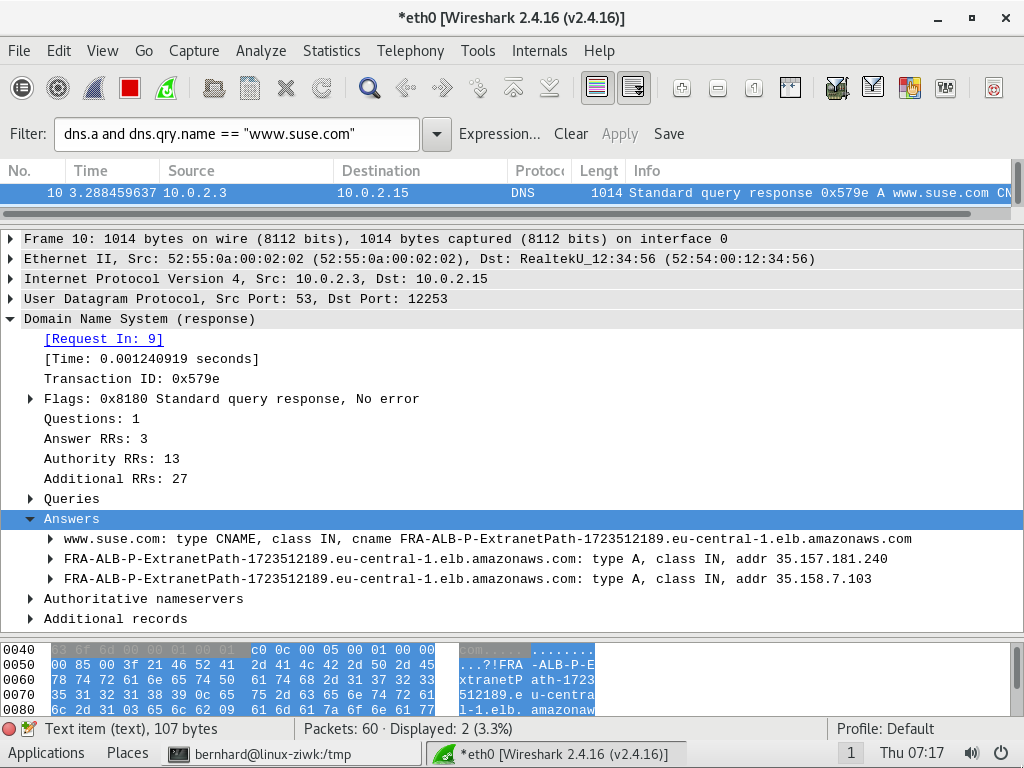 *eth0 [Wireshark 2.4.16 (v2.4.16)]
File Edit View Go Capture Analyze Statistics Telephony Tools Internals Help
Filter: dns.a and dns.qry.name == "www.suse.com" Expression... Clear Apply Save
No. Time Source Destination Protoc Lengt Info
10 3.288459637 10.0.2.3 10.0.2.15 DNS 1014 Standard query response 0x579e A www.suse.com CN
Frame 10: 1014 bytes on wire (8112 bits), 1014 bytes captured (8112 bits) on interface 0
Ethernet II, Src: 52:55:0a:00:02:02 (52:55:0a:00:02:02), Dst: RealtekU_12:34:56 (52:54:00:12:34:56)
Internet Protocol Version 4, Src: 10.0.2.3, Dst: 10.0.2.15
User Datagram Protocol, Src Port: 53, Dst Port: 12253
Domain Name System (response)
[Request In: 9]
[Time: 0.001240919 seconds]
Transaction ID: 0x579e
Flags: 0x8180 Standard query response, No error
Questions: 1
Answer RRs: 3
Authority RRs: 13
Additional RRs: 27
Queries
Answers
www.suse.com: type CNAME, class IN, cname FRA-ALB-P-ExtranetPath-1723512189.eu-central-1.elb.amazonaws.com
FRA-ALB-P-ExtranetPath-1723512189.eu-central-1.elb.amazonaws.com: type A, class IN, addr 35.157.181.240
FRA-ALB-P-ExtranetPath-1723512189.eu-central-1.elb.amazonaws.com: type A, class IN, addr 35.158.7.103
Authoritative nameservers
Additional records
0040 63 6f 6d 00 00 01 00 01 c0 0c 00 05 00 01 00 00 com..... ........
0050 00 85 00 3f 21 46 52 41 2d 41 4c 42 2d 50 2d 45 ...?!FRA -ALB-P-E
0060 78 74 72 61 6e 65 74 50 61 74 68 2d 31 37 32 33 xtranetP ath-1723
0070 35 31 32 31 38 39 0c 65 75 2d 63 65 6e 74 72 61 512189.e u-centra
0080 6c 2d 31 03 65 6c 62 09 61 6d 61 7a 6f 6e 61 77 l-1.elb. amazonaw
Text item (text), 107 bytes Packets: 60 · Displayed: 2 (3.3%) Profile: Default
Applications Places bernhard@linux-ziwk:/tmp *eth0 [Wireshark 2.4.16 (v2.4.16)] 1 Thu 07:17